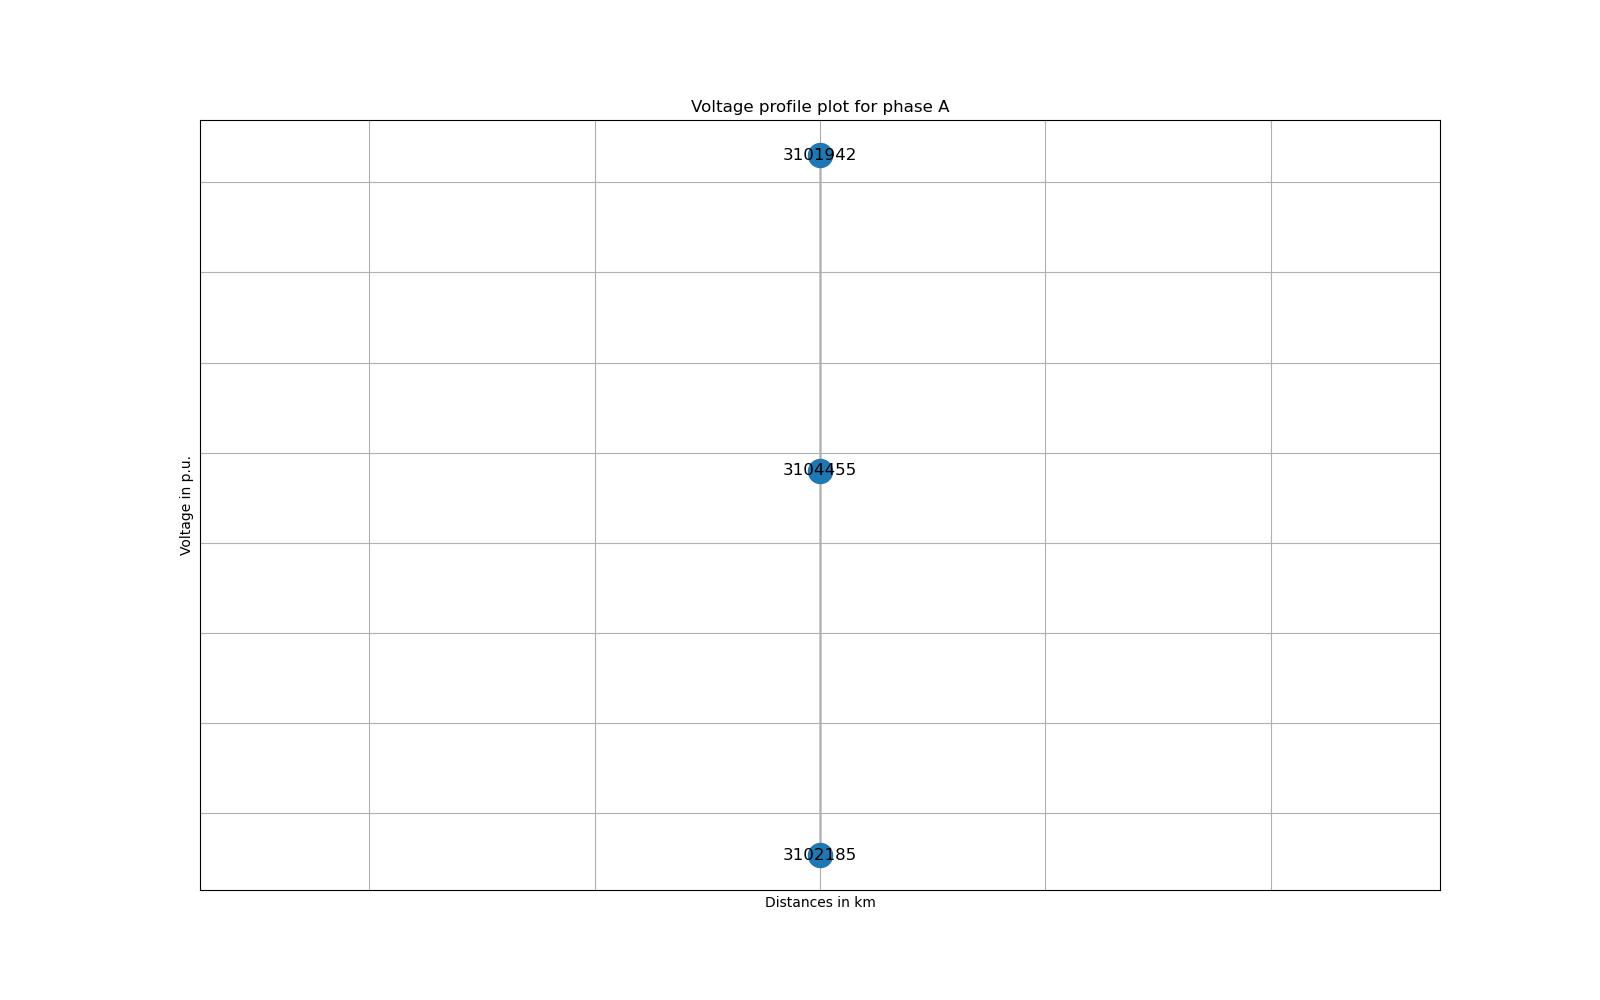 Voltage profile plot for phase A
3101942
3104455
Voltage in p.u.
3102185
Distances in km